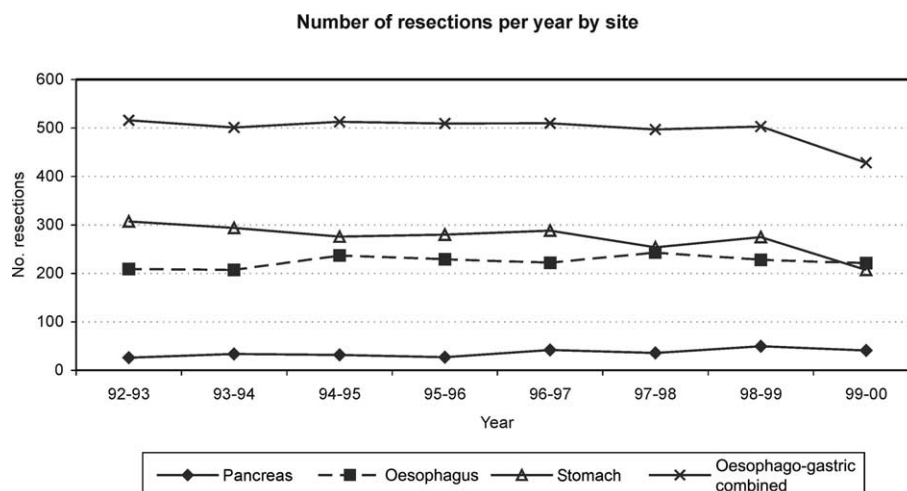 Number of resections per year by site
600
500
400
300
200
100
0
No. resections
92-93 93-94 94-95 95-96 96-97 97-98 98-99 99-00
Year
Pancreas Oesophagus Stomach Oesophago-gastric
combined